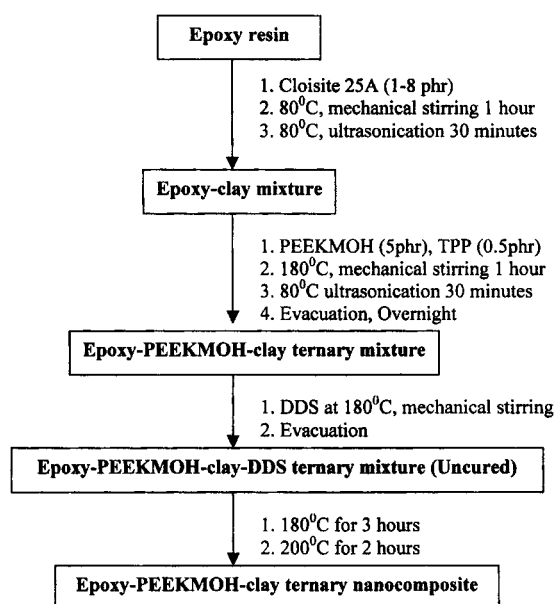 Epoxy resin
1. Cloisite 25A (1-8 phr)
2. 80⁰C, mechanical stirring 1 hour
3. 80⁰C, ultrasonication 30 minutes
Epoxy-clay mixture
1. PEEKMOH (5phr), TPP (0.5phr)
2. 180⁰C, mechanical stirring 1 hour
3. 80⁰C ultrasonication 30 minutes
4. Evacuation, Overnight
Epoxy-PEEKMOH-clay ternary mixture
1. DDS at 180⁰C, mechanical stirring
2. Evacuation
Epoxy-PEEKMOH-clay-DDS ternary mixture (Uncured)
1. 180⁰C for 3 hours
2. 200⁰C for 2 hours
Epoxy-PEEKMOH-clay ternary nanocomposite